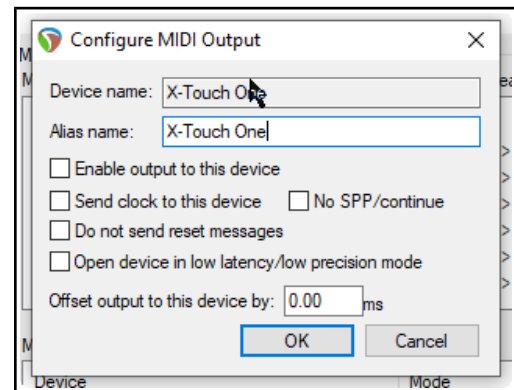 Configure MIDI Output
Device name: X-Touch One
Alias name: X-Touch One
Enable output to this device
Send clock to this device No SPP/continue
Do not send reset messages
Open device in low latency/low precision mode
Offset output to this device by: 0.00 ms
OK Cancel
Device Mode